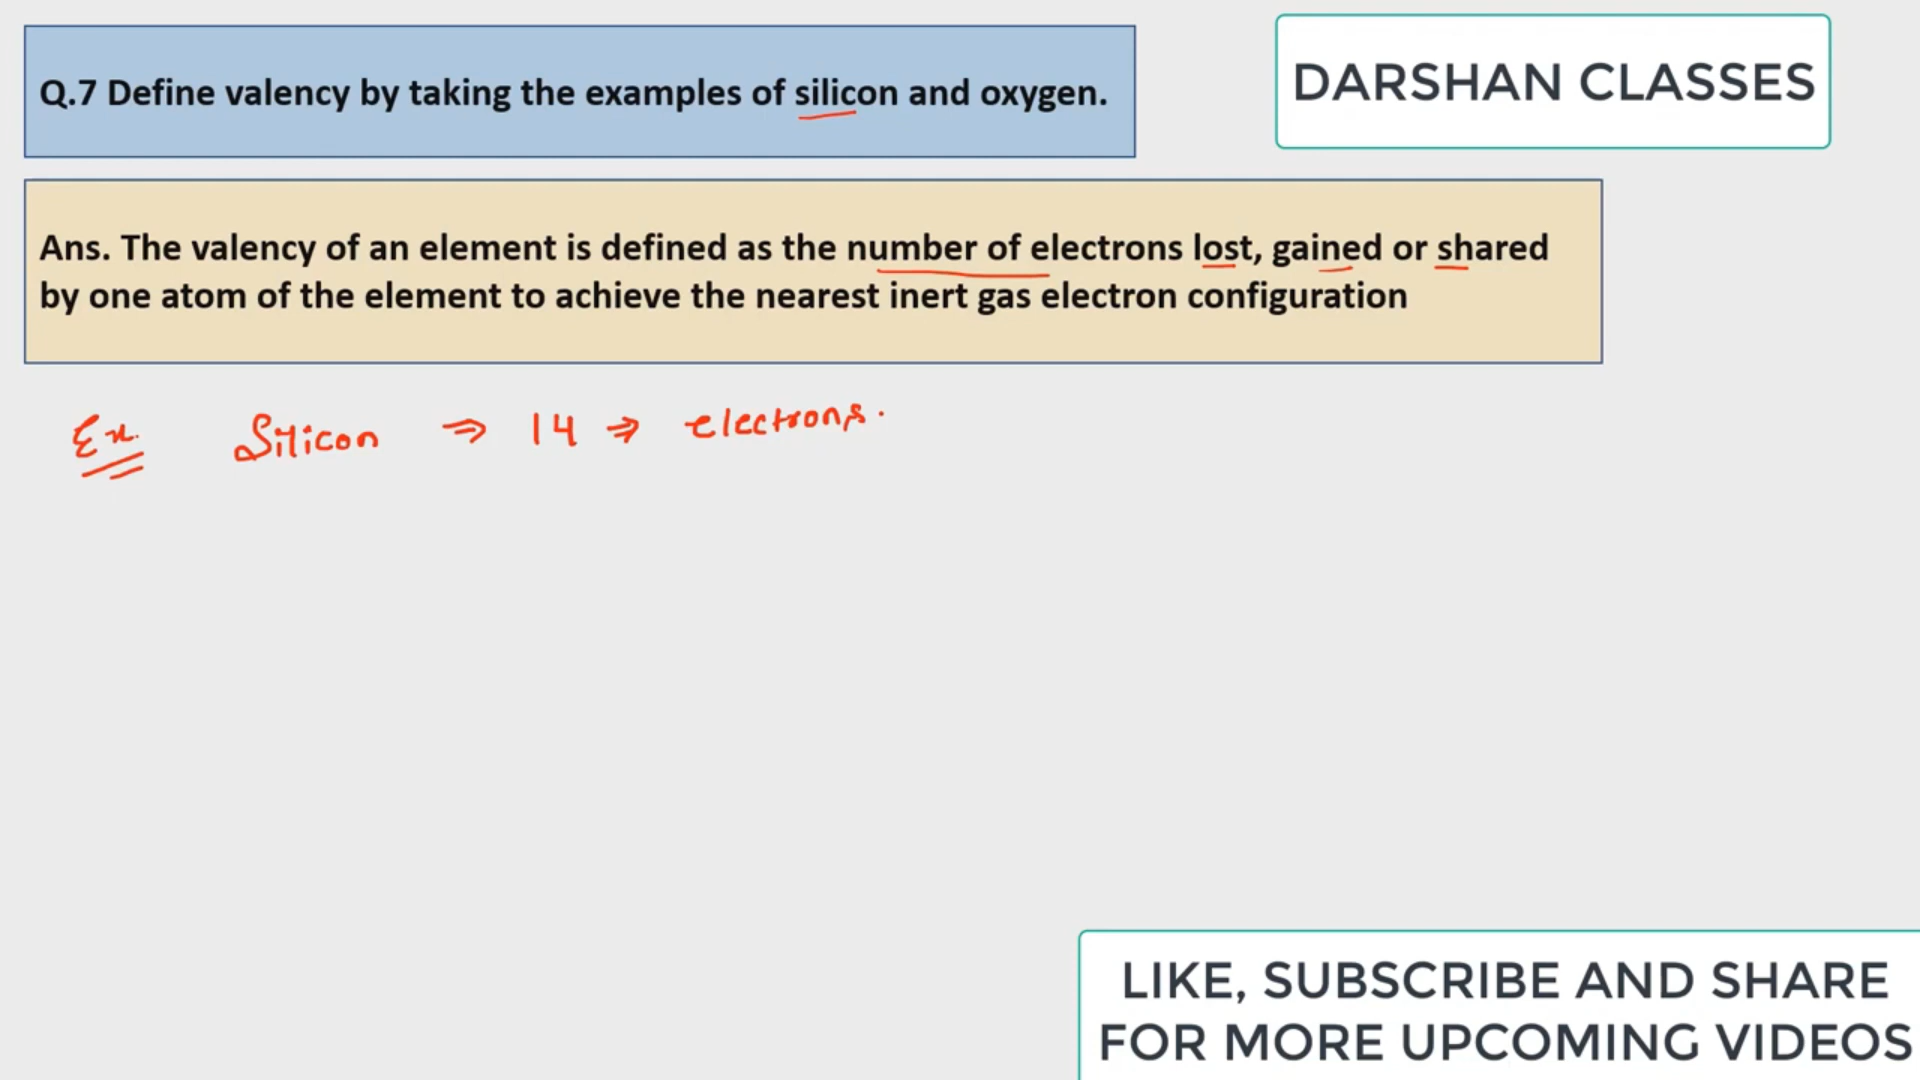 Q.7 Define valency by taking the examples of silicon and oxygen.
DARSHAN CLASSES
Ans. The valency of an element is defined as the number of electrons lost, gained or shared
by one atom of the element to achieve the nearest inert gas electron configuration
Ex. Silicon ⇒ 14 ⇒ electrons.
LIKE, SUBSCRIBE AND SHARE
FOR MORE UPCOMING VIDEOS